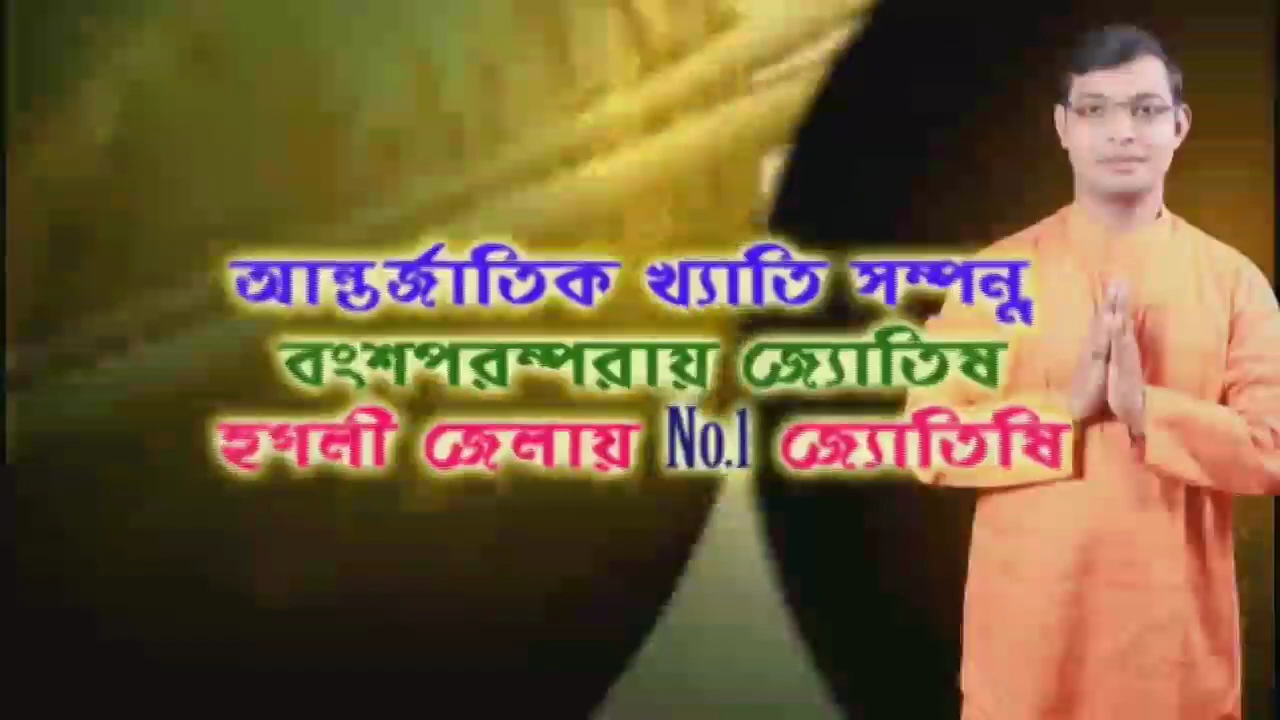 আন্তর্জাতিক খ্যাতি সম্পন্ন
বংশপরম্পরায় জ্যোতিষ
হুগলী জেলায় No.1 জ্যোতিষি